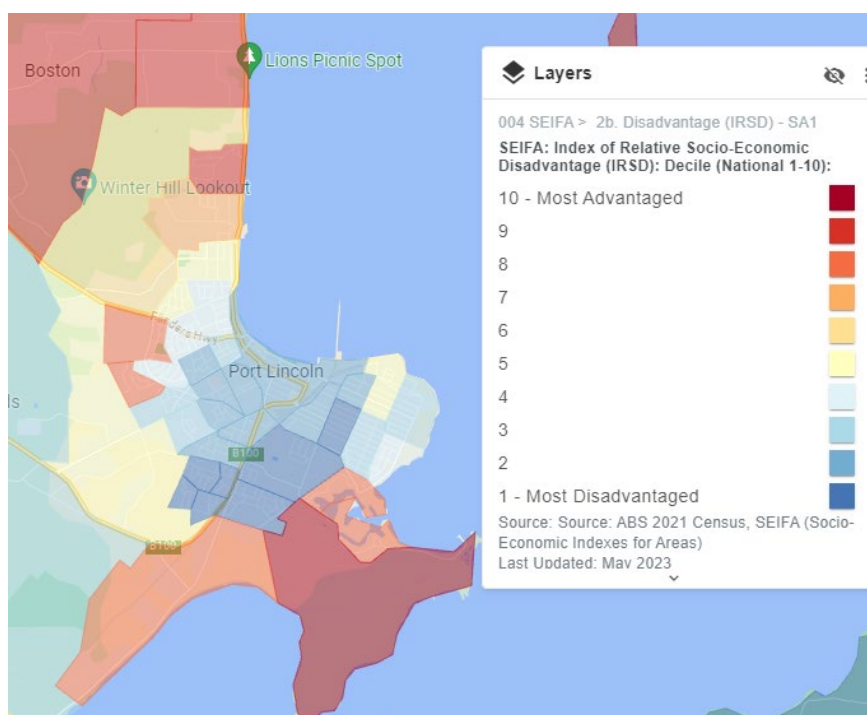 Boston
Lions Picnic Spot
Winter Hill Lookout
Flinders Hwy
Port Lincoln
ls
B100
B100
Layers
004 SEIFA > 2b. Disadvantage (IRSD) - SA1
SEIFA: Index of Relative Socio-Economic
Disadvantage (IRSD): Decile (National 1-10):
10 - Most Advantaged
9
8
7
6
5
4
3
2
1 - Most Disadvantaged
Source: Source: ABS 2021 Census, SEIFA (Socio-
Economic Indexes for Areas)
Last Updated: May 2023